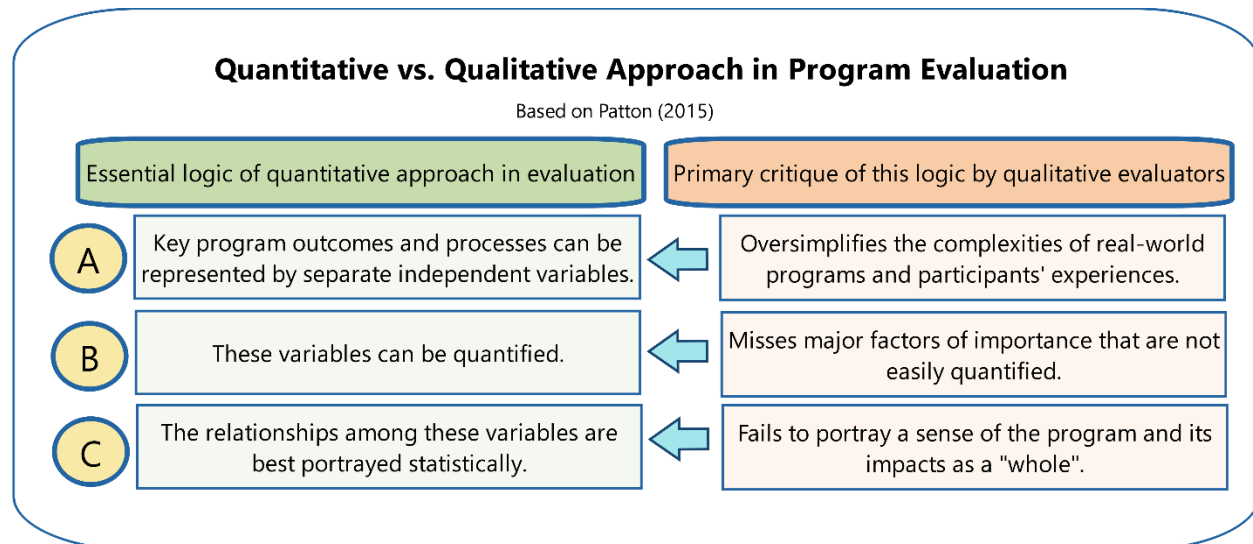 Quantitative vs. Qualitative Approach in Program Evaluation
Based on Patton (2015)
Essential logic of quantitative approach in evaluation
Primary critique of this logic by qualitative evaluators
A
Key program outcomes and processes can be
represented by separate independent variables.
Oversimplifies the complexities of real-world
programs and participants' experiences.
B
These variables can be quantified.
Misses major factors of importance that are not
easily quantified.
C
The relationships among these variables are
best portrayed statistically.
Fails to portray a sense of the program and its
impacts as a "whole".